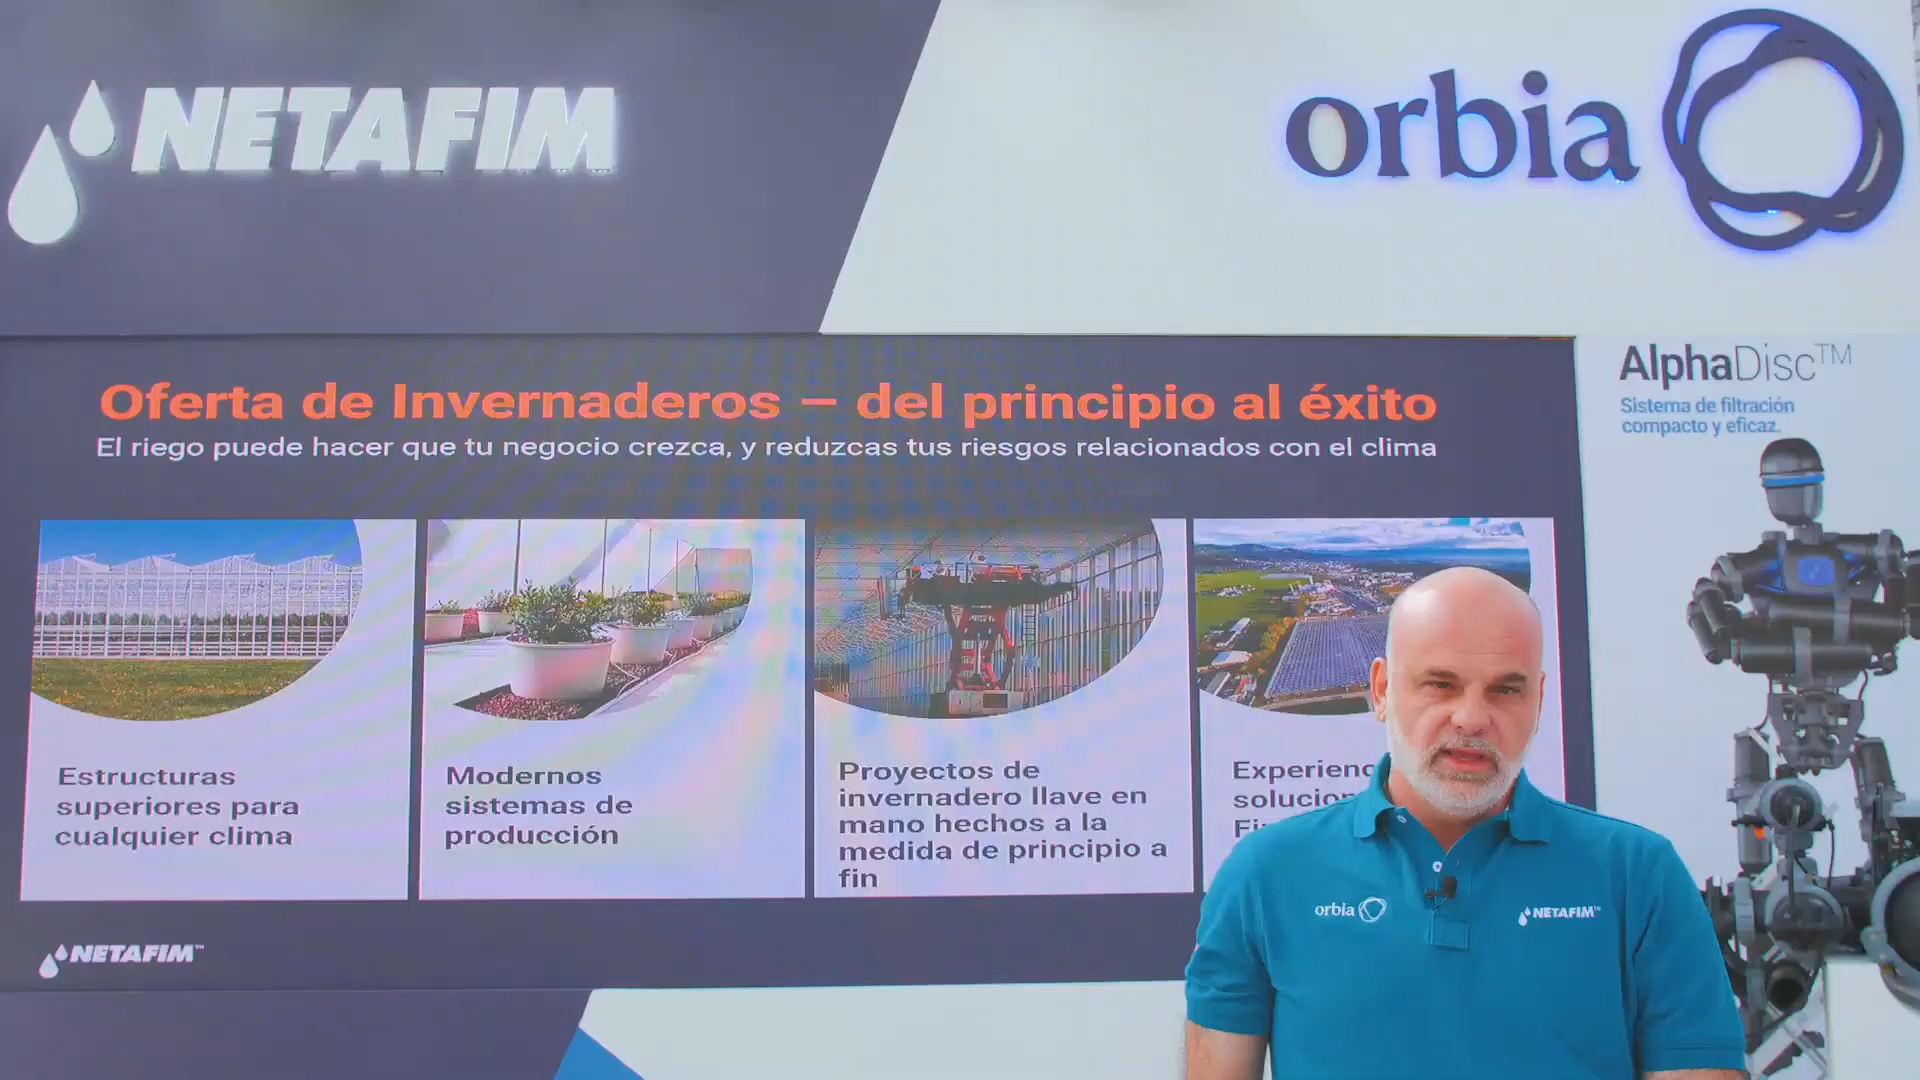 NETAFIM
orbia
AlphaDisc™
Sistema de filtración
compacto y eficaz.
Oferta de Invernaderos – del principio al éxito
El riego puede hacer que tu negocio crezca, y reduzcas tus riesgos relacionados con el clima
Estructuras
superiores para
cualquier clima
Modernos
sistemas de
producción
Proyectos de
invernadero llave en
mano hechos a la
medida de principio a
fin
NETAFIM™
orbia
NETAFIM™